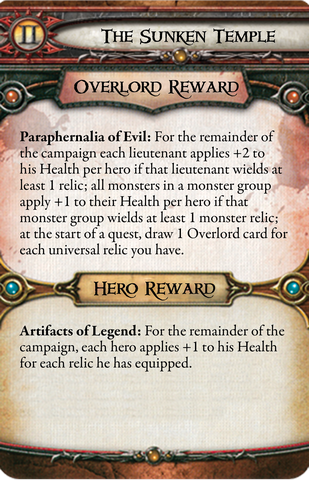 II
The Sunken Temple
Overlord Reward
Paraphernalia of Evil: For the remainder of
the campaign each lieutenant applies +2 to
his Health per hero if that lieutenant wields at
least 1 relic; all monsters in a monster group
apply +1 to their Health per hero if that
monster group wields at least 1 monster relic;
at the start of a quest, draw 1 Overlord card for
each universal relic you have.
Hero Reward
Artifacts of Legend: For the remainder of the
campaign, each hero applies +1 to his Health
for each relic he has equipped.